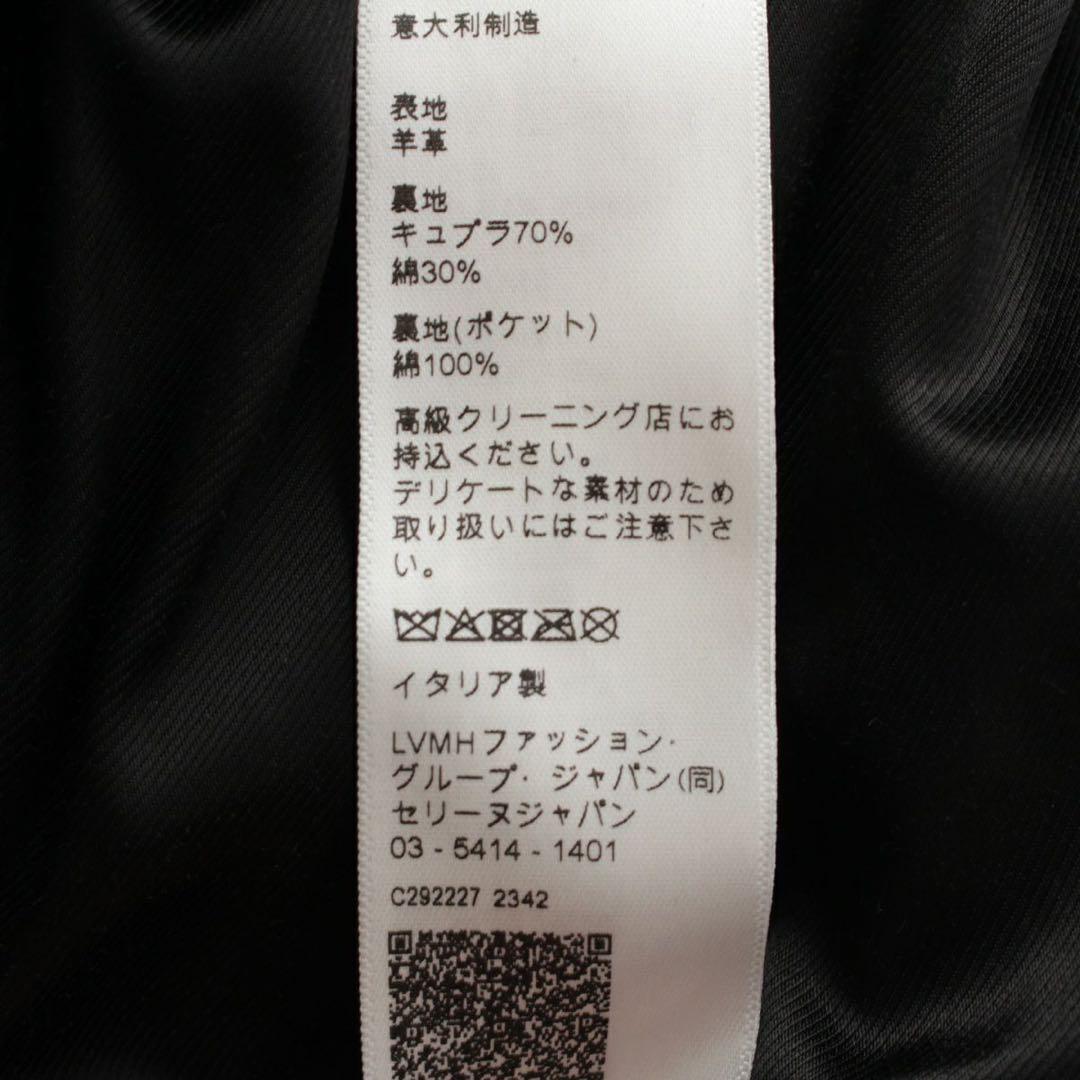 意大利制造
表地
羊革
裏地
キュプラ70%
綿30%
裏地(ポケット)
綿100%
高級クリーニング店にお
持込ください。
デリケートな素材のため
取り扱いにはご注意下さ
い。
イタリア製
LVMHファッション·
グループ· ジャパン(同)
セリーヌジャパン
03 - 5414 - 1401
C292227 2342